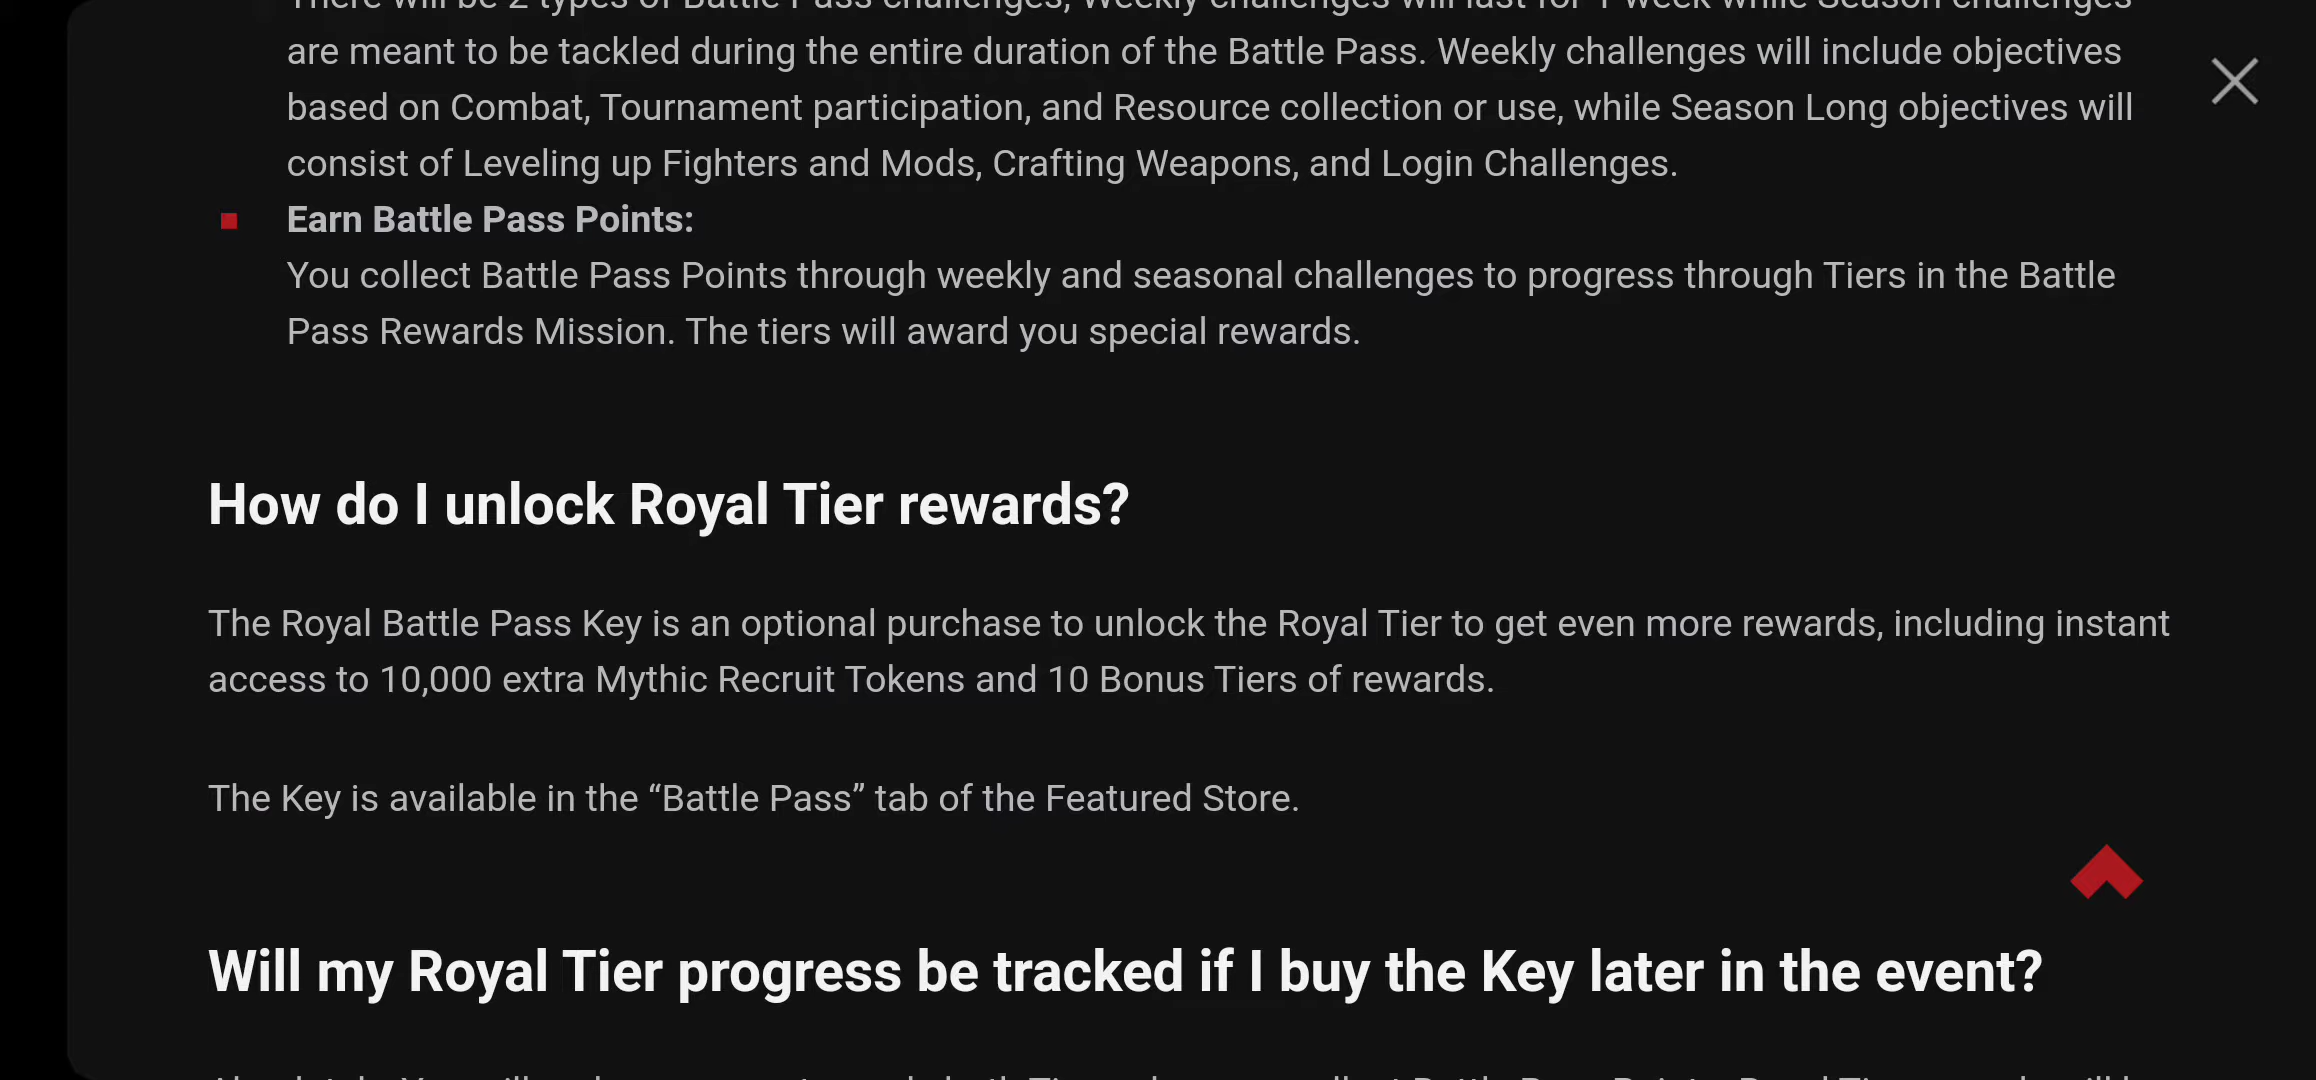 There will be 2 types of Battle Pass challenges, Weekly challenges will last for 1 week while Season challenges
are meant to be tackled during the entire duration of the Battle Pass. Weekly challenges will include objectives
based on Combat, Tournament participation, and Resource collection or use, while Season Long objectives will
consist of Leveling up Fighters and Mods, Crafting Weapons, and Login Challenges.
Earn Battle Pass Points:
You collect Battle Pass Points through weekly and seasonal challenges to progress through Tiers in the Battle
Pass Rewards Mission. The tiers will award you special rewards.
How do I unlock Royal Tier rewards?
The Royal Battle Pass Key is an optional purchase to unlock the Royal Tier to get even more rewards, including instant
access to 10,000 extra Mythic Recruit Tokens and 10 Bonus Tiers of rewards.
The Key is available in the “Battle Pass” tab of the Featured Store.
Will my Royal Tier progress be tracked if I buy the Key later in the event?